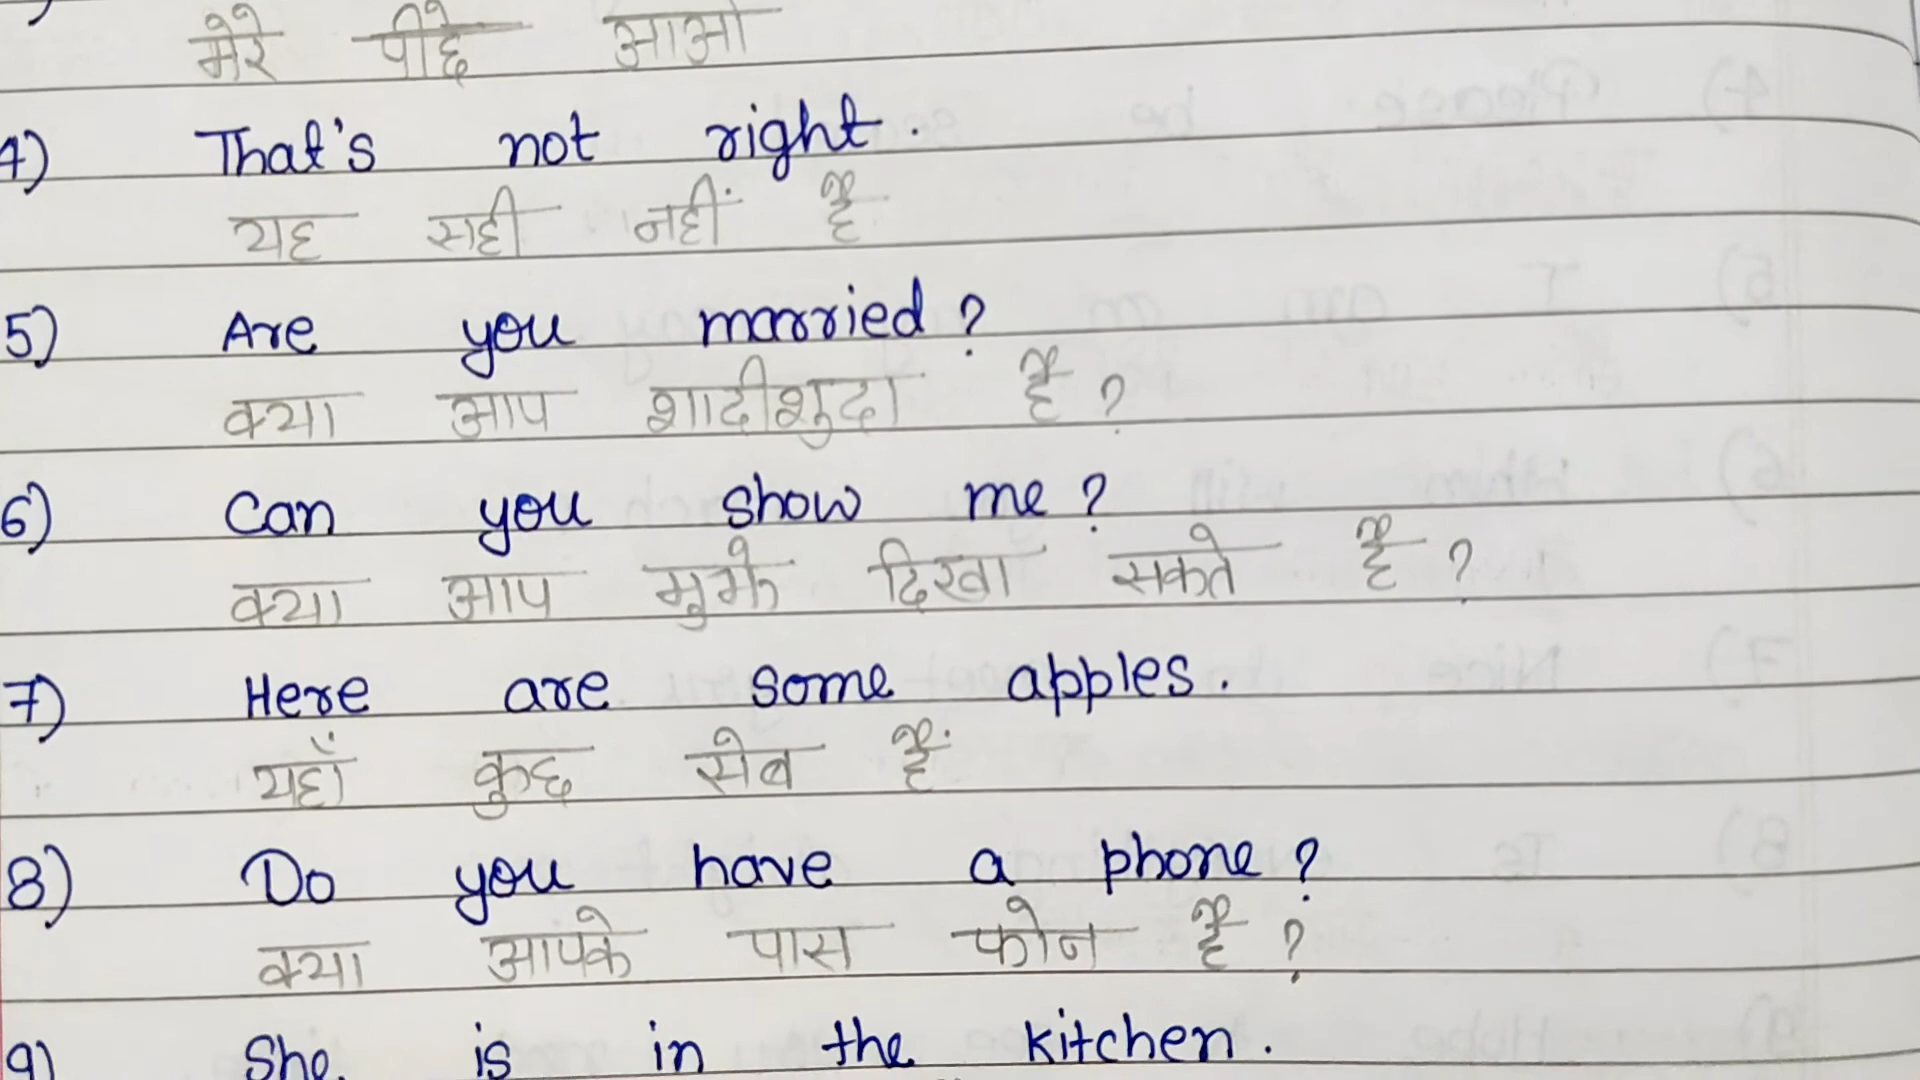 मेरे पीछे आओ
4) That's not right.
यह सही नहीं है
5) Are you married?
क्या आप शादीशुदा है ?
6) Can you show me?
क्या आप मुझे दिखा सकते है ?
7) Here are some apples.
यहाँ कुछ सेब हैं
8) Do you have a phone?
क्या आपके पास फोन है ?
9) She is in the kitchen.